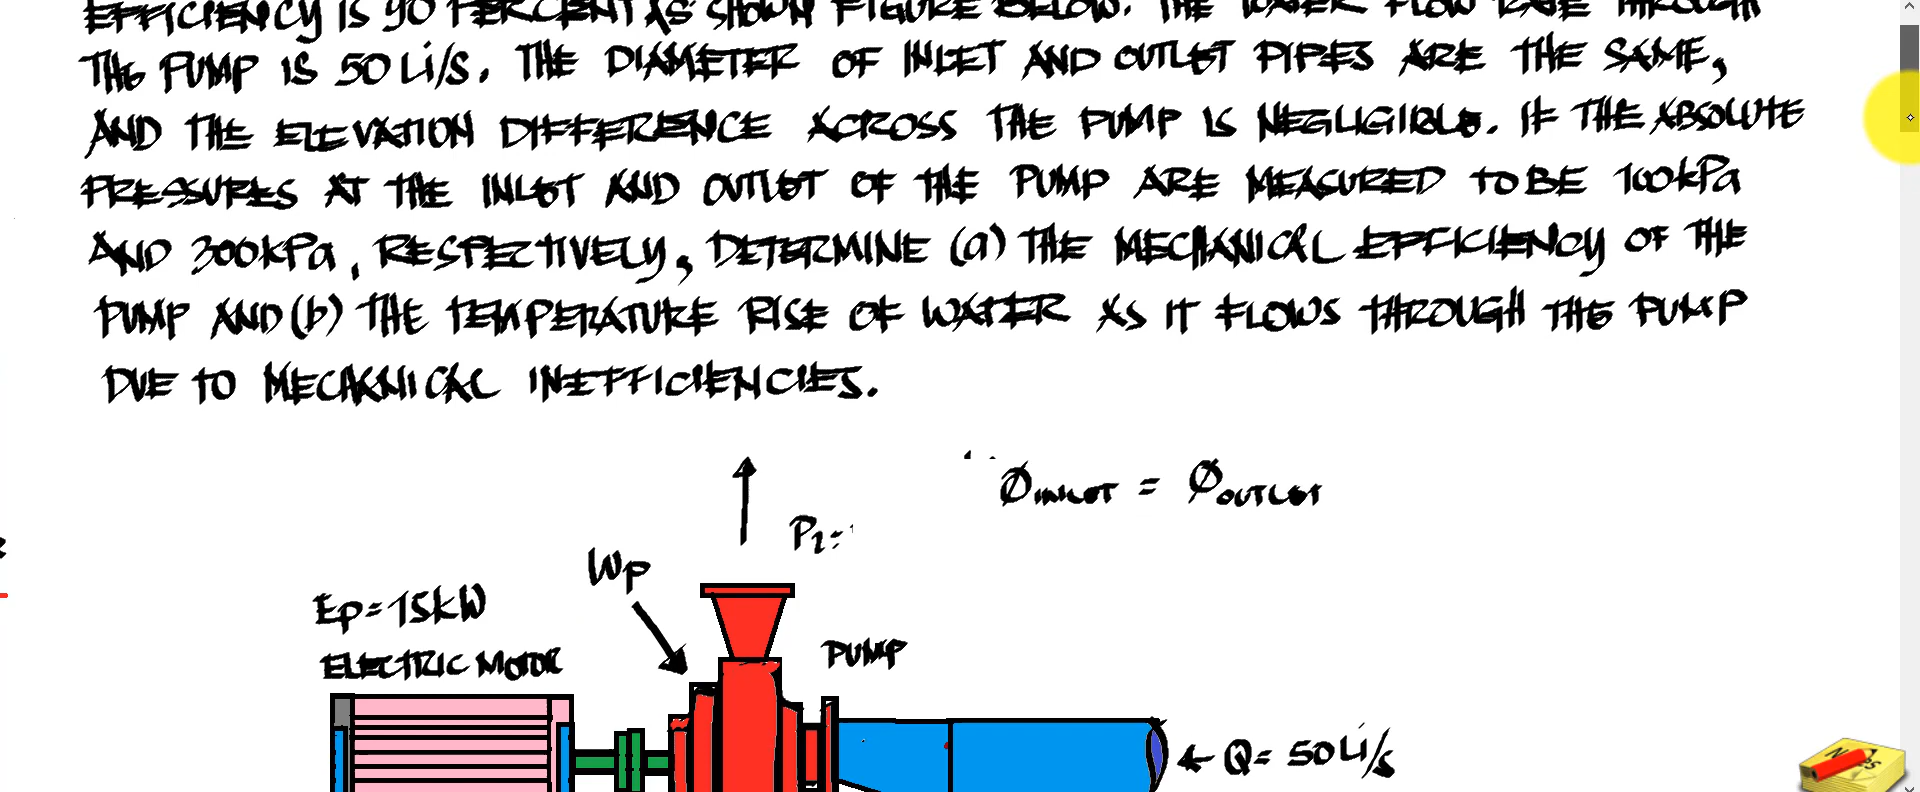 EFFICIENCY IS 90 PERCENT AS SHOWN FIGURE BELOW. THE WATER FLOW RATE THROUGH
THE PUMP IS 50 Li/S. THE DIAMETER OF INLET AND OUTLET PIPES ARE THE SAME,
AND THE ELEVATION DIFFERENCE ACROSS THE PUMP IS NEGLIGIBLE. IF THE ABSOLUTE
PRESSURES AT THE INLET AND OUTLET OF THE PUMP ARE MEASURED TO BE 100kPa
AND 300kPa, RESPECTIVELY, DETERMINE (a) THE MECHANICAL EFFICIENCY OF THE
PUMP AND (b) THE TEMPERATURE RISE OF WATER AS IT FLOWS THROUGH THE PUMP
DUE TO MECHANICAL INEFFICIENCIES.
Ø INLET = Ø OUTLET
P2=
Wp
Ep=15kW
ELECTRIC MOTOR
PUMP
← Q= 50 Li/s